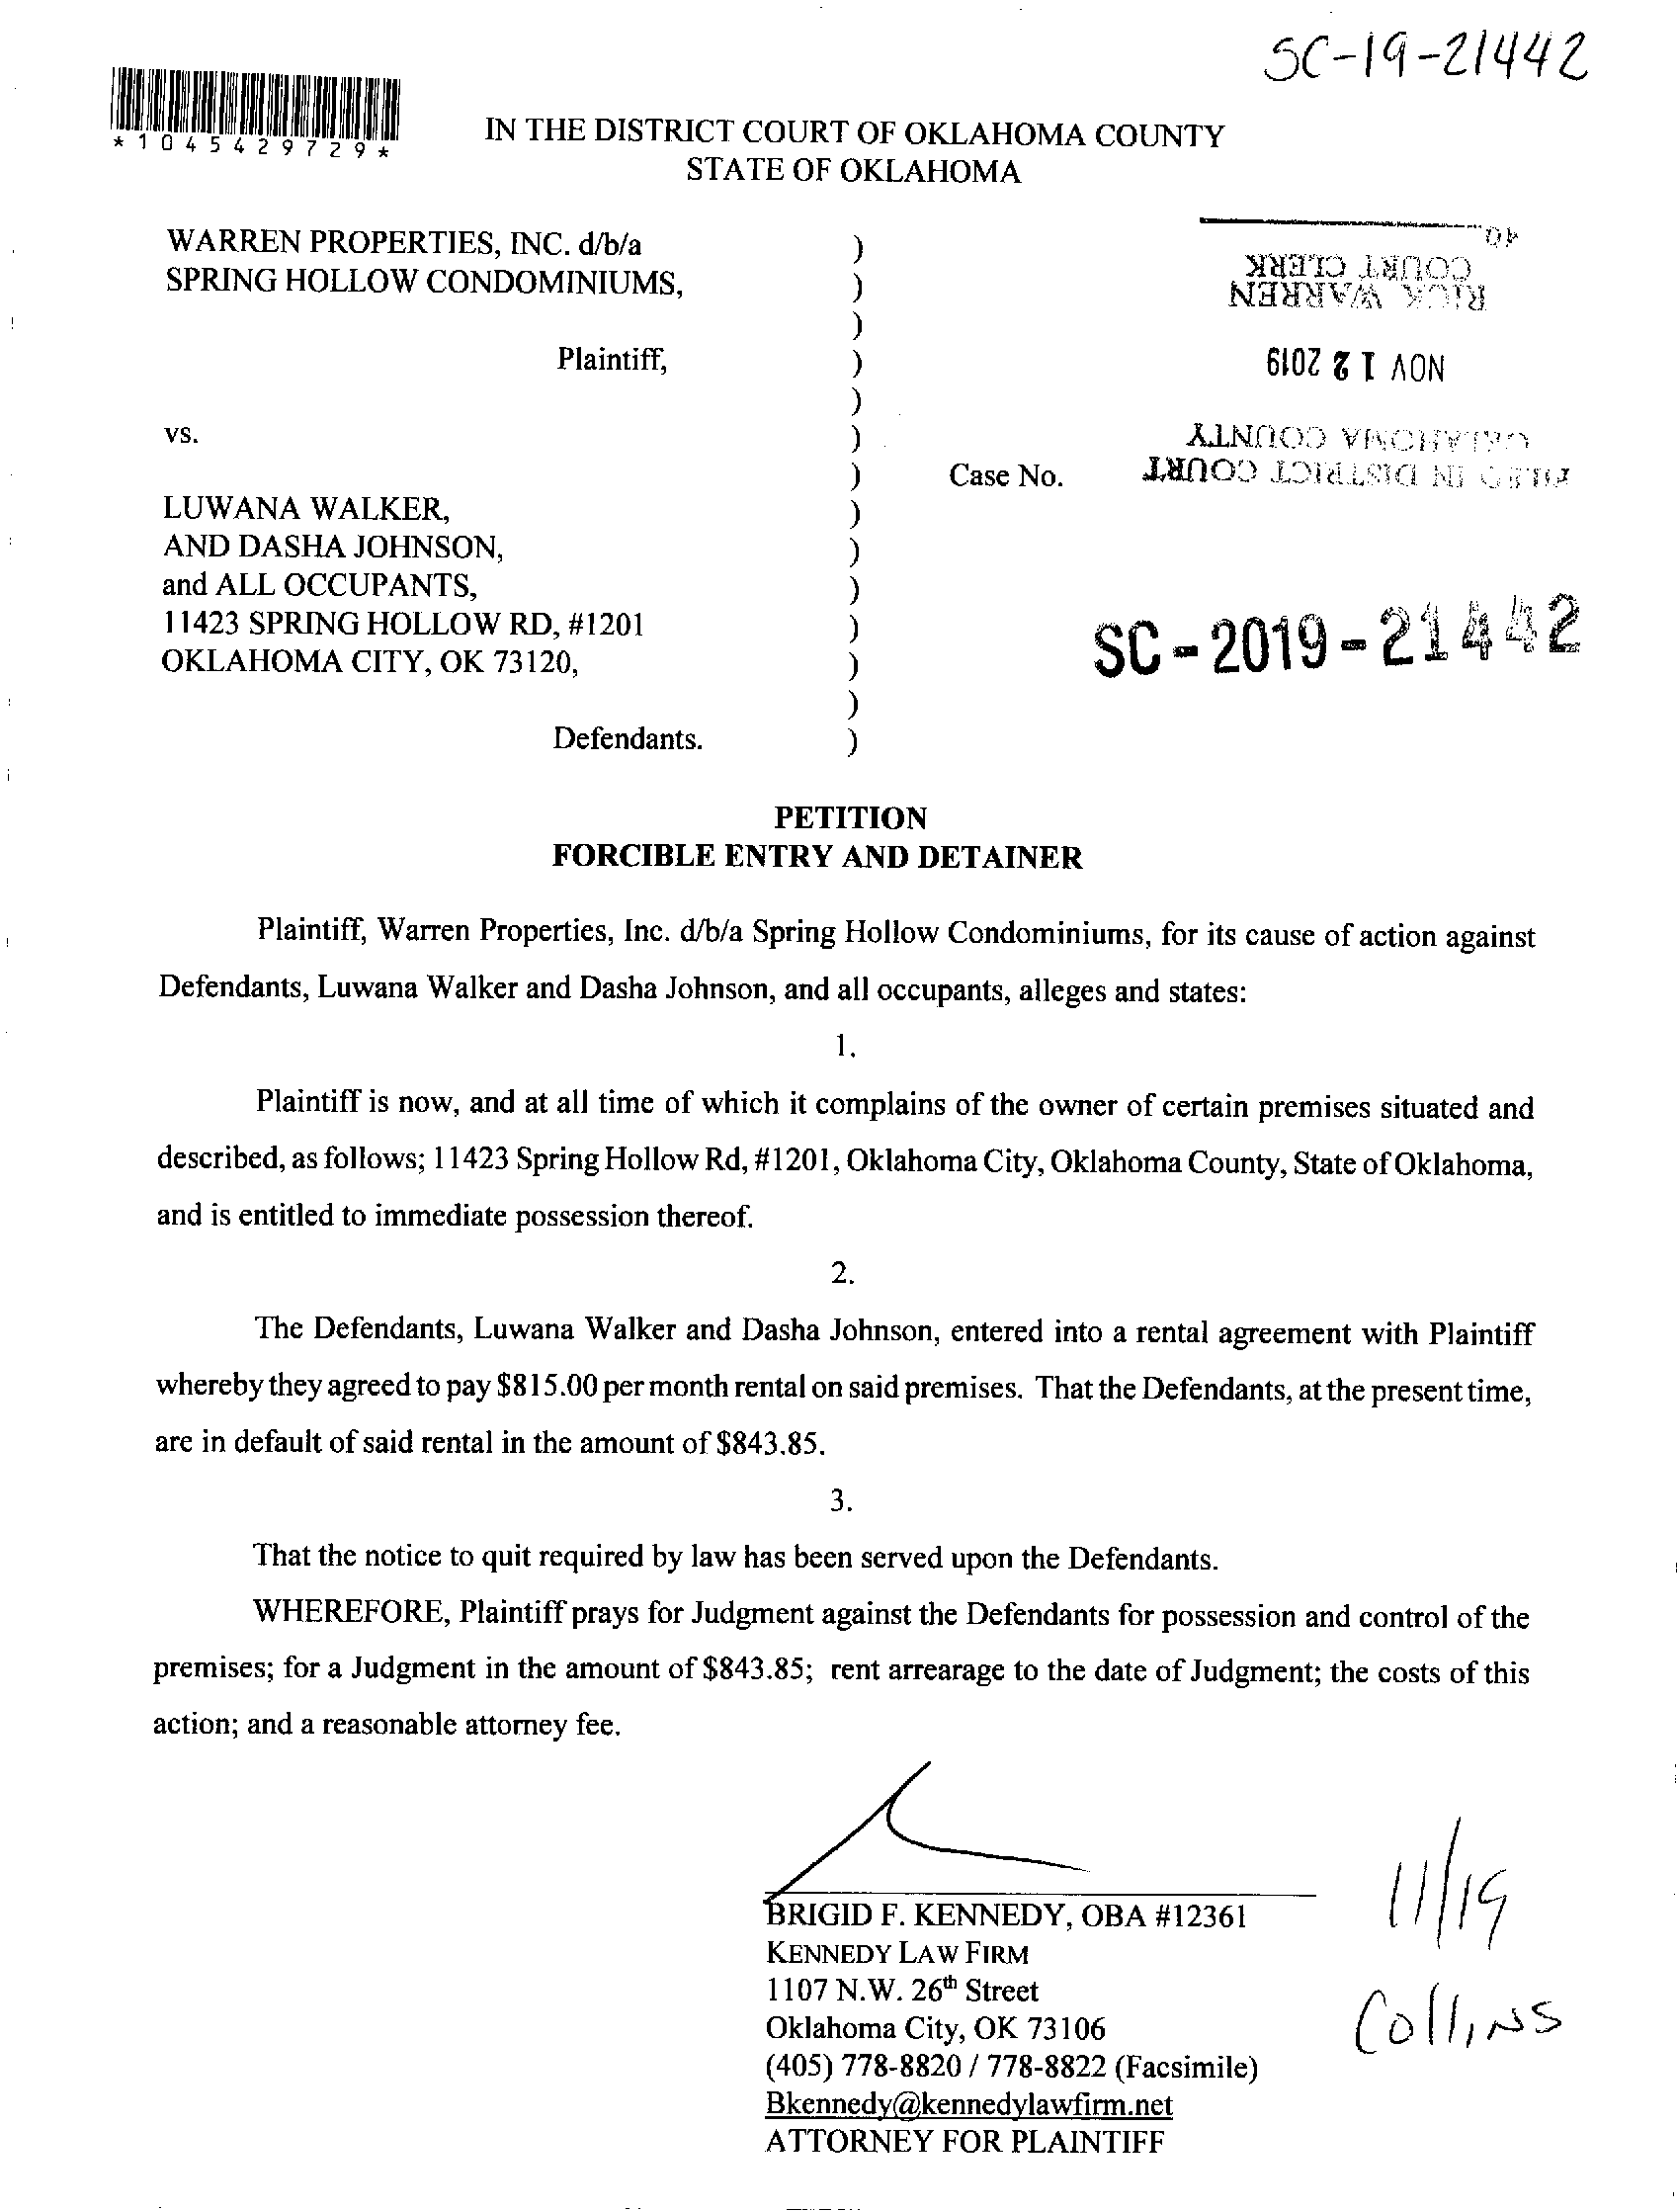 SC-19-21442
*1045429729*
IN THE DISTRICT COURT OF OKLAHOMA COUNTY
STATE OF OKLAHOMA
WARREN PROPERTIES, INC. d/b/a )
SPRING HOLLOW CONDOMINIUMS, )
)
Plaintiff, )
)
vs. )
) Case No.
LUWANA WALKER, )
AND DASHA JOHNSON, )
and ALL OCCUPANTS, )
11423 SPRING HOLLOW RD, #1201 )
OKLAHOMA CITY, OK 73120, )
)
Defendants. )
FILED IN DISTRICT COURT
OKLAHOMA COUNTY
NOV 12 2019
RICK WARREN
COURT CLERK
40
SC-2019-21442
PETITION
FORCIBLE ENTRY AND DETAINER
Plaintiff, Warren Properties, Inc. d/b/a Spring Hollow Condominiums, for its cause of action against
Defendants, Luwana Walker and Dasha Johnson, and all occupants, alleges and states:
1.
Plaintiff is now, and at all time of which it complains of the owner of certain premises situated and
described, as follows; 11423 Spring Hollow Rd, #1201, Oklahoma City, Oklahoma County, State of Oklahoma,
and is entitled to immediate possession thereof.
2.
The Defendants, Luwana Walker and Dasha Johnson, entered into a rental agreement with Plaintiff
whereby they agreed to pay $815.00 per month rental on said premises. That the Defendants, at the present time,
are in default of said rental in the amount of $843.85.
3.
That the notice to quit required by law has been served upon the Defendants.
WHEREFORE, Plaintiff prays for Judgment against the Defendants for possession and control of the
premises; for a Judgment in the amount of $843.85; rent arrearage to the date of Judgment; the costs of this
action; and a reasonable attorney fee.
BRIGID F. KENNEDY, OBA #12361
KENNEDY LAW FIRM
1107 N.W. 26th Street
Oklahoma City, OK 73106
(405) 778-8820 / 778-8822 (Facsimile)
Bkennedy@kennedylawfirm.net
ATTORNEY FOR PLAINTIFF
11/19
Collins